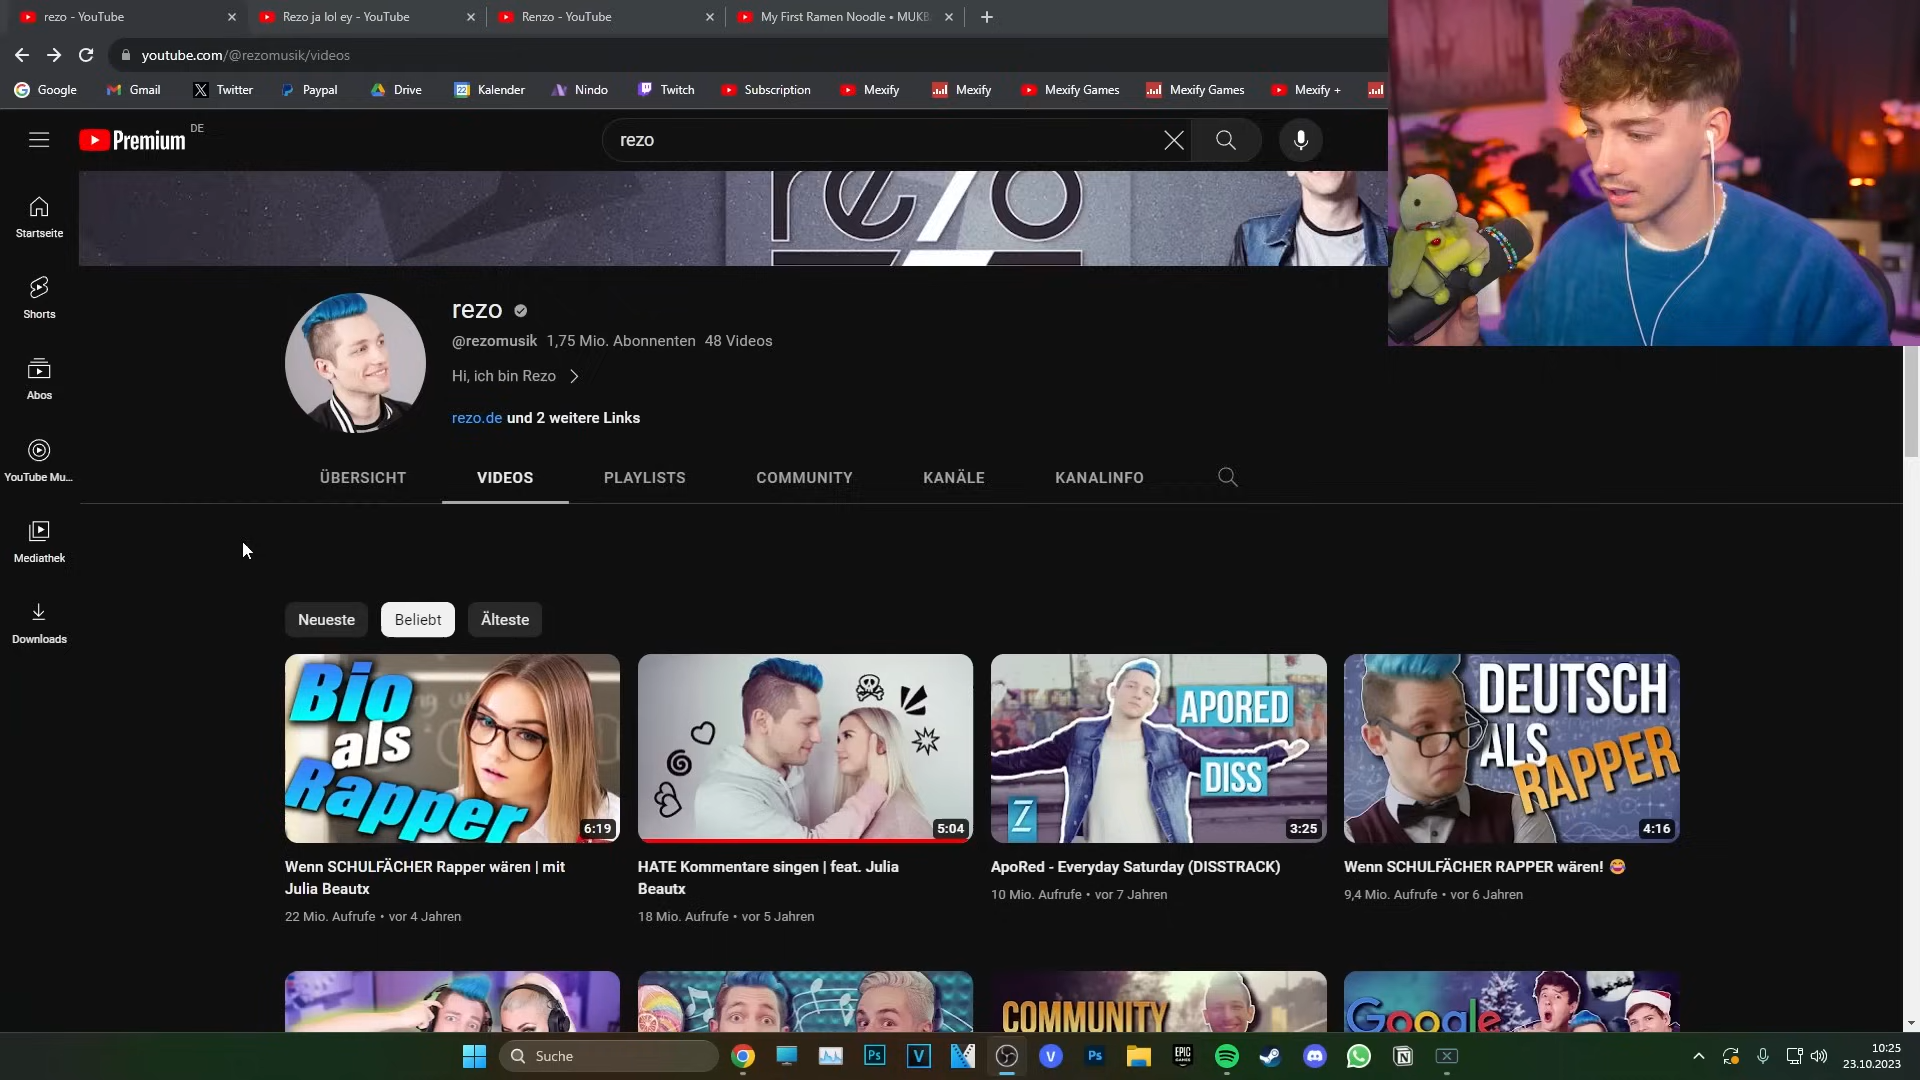 rezo - YouTube
Rezo ja lol ey - YouTube
Renzo - YouTube
My First Ramen Noodle • MUKB
youtube.com/@rezomusik/videos
Google
Gmail
Twitter
Paypal
Drive
Kalender
Nindo
Twitch
Subscription
Mexify
Mexify
Mexify Games
Mexify Games
Mexify +
Premium
DE
rezo
rezo
Startseite
Shorts
Abos
YouTube Mu...
Mediathek
Downloads
rezo
@rezomusik 1,75 Mio. Abonnenten 48 Videos
Hi, ich bin Rezo
rezo.de und 2 weitere Links
ÜBERSICHT
VIDEOS
PLAYLISTS
COMMUNITY
KANÄLE
KANALINFO
Neueste
Beliebt
Älteste
Bio
als
Rapper
6:19
Wenn SCHULFÄCHER Rapper wären | mit
Julia Beautx
22 Mio. Aufrufe • vor 4 Jahren
5:04
HATE Kommentare singen | feat. Julia
Beautx
18 Mio. Aufrufe • vor 5 Jahren
APORED
DISS
3:25
ApoRed - Everyday Saturday (DISSTRACK)
10 Mio. Aufrufe • vor 7 Jahren
DEUTSCH
ALS
RAPPER
4:16
Wenn SCHULFÄCHER RAPPER wären! 😂
9,4 Mio. Aufrufe • vor 6 Jahren
COMMUNITY
Google
Suche
10:25
23.10.2023